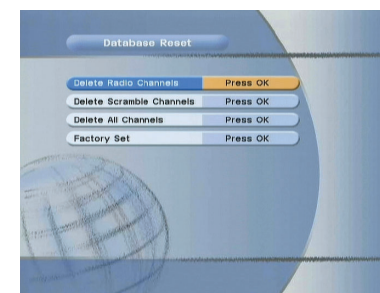 Database Reset
Delete Radio Channels Press OK
Delete Scramble Channels Press OK
Delete All Channels Press OK
Factory Set Press OK